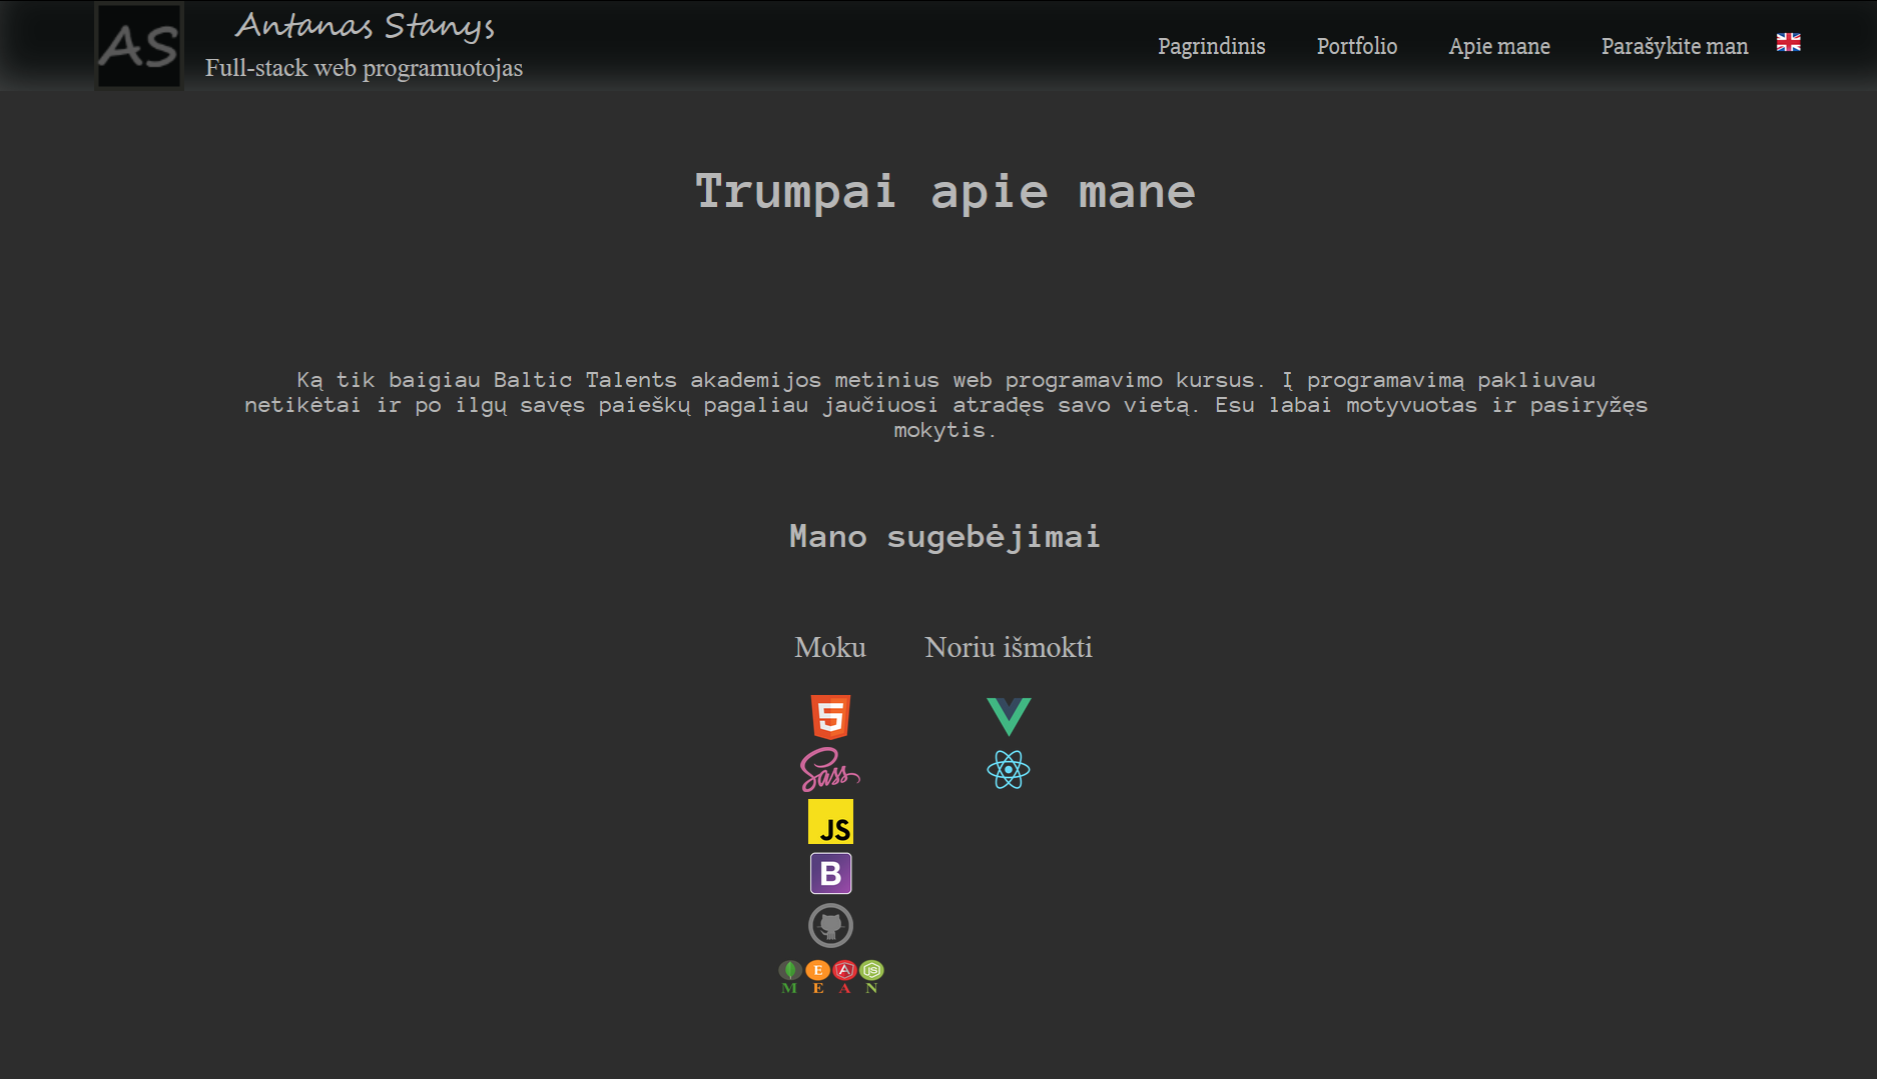 AS
Antanas Stanys
Full-stack web programuotojas
Pagrindinis
Portfolio
Apie mane
Parašykite man
Trumpai apie mane
Ką tik baigiau Baltic Talents akademijos metinius web programavimo kursus. Į programavimą pakliuvau
netikėtai ir po ilgų savęs paieškų pagaliau jaučiuosi atradęs savo vietą. Esu labai motyvuotas ir pasiryžęs
mokytis.
Mano sugebėjimai
Moku
Noriu išmokti
5
Sass
JS
B
E A JS
M E A N